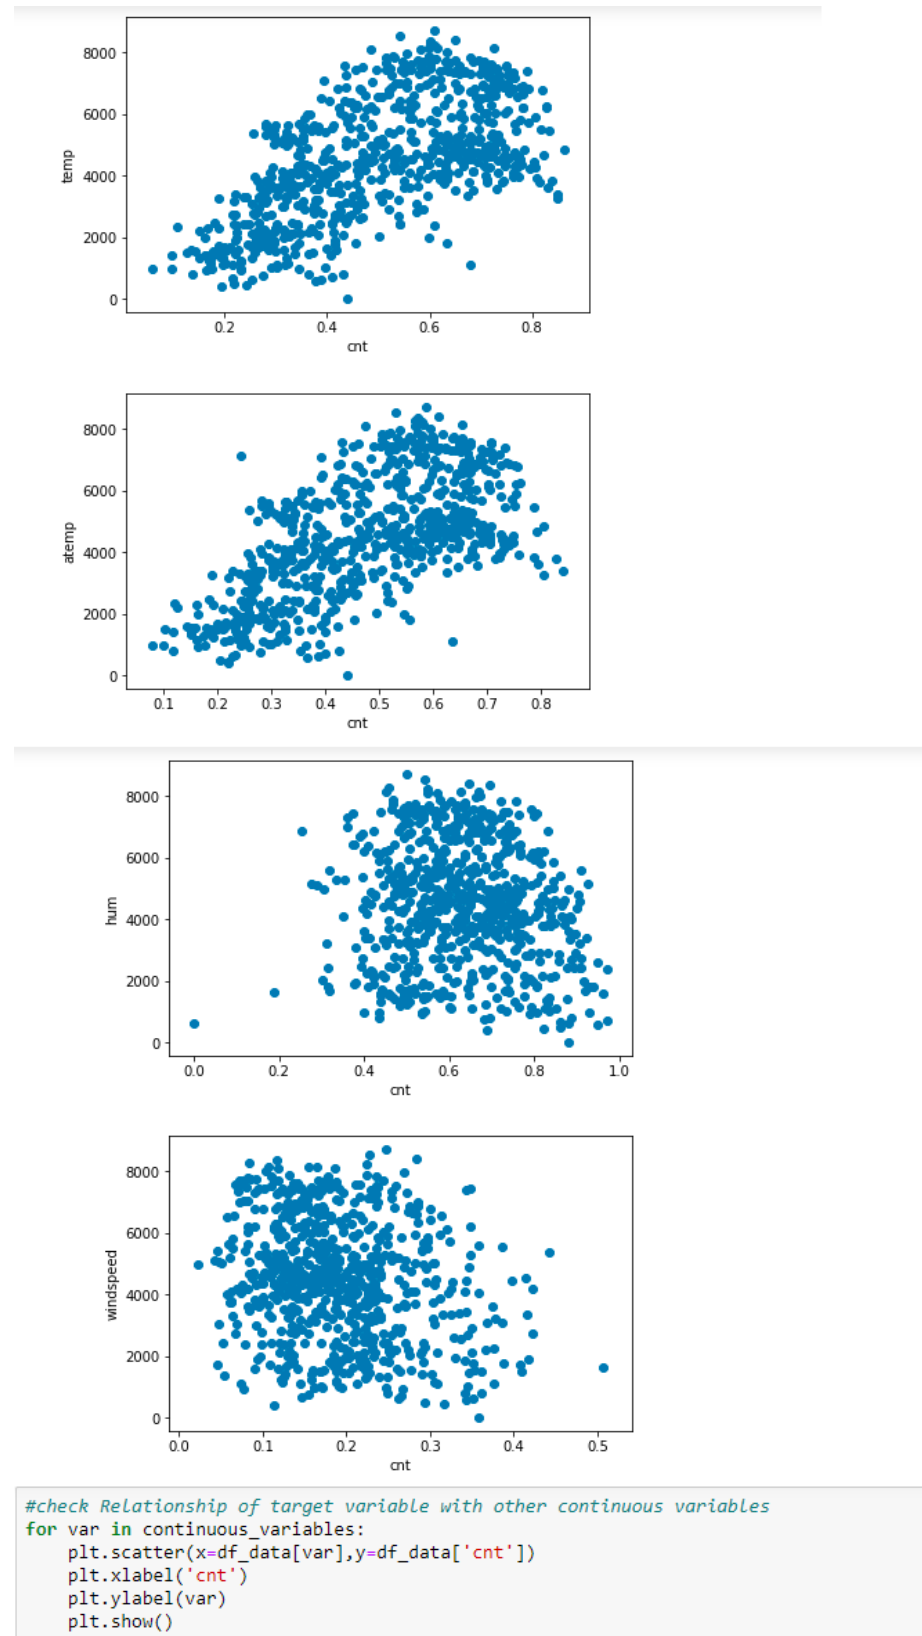 8000
6000
4000
2000
0
temp
0.2 0.4 0.6 0.8
cnt
8000
6000
4000
2000
0
atemp
0.1 0.2 0.3 0.4 0.5 0.6 0.7 0.8
cnt
8000
6000
4000
2000
0
hum
0.0 0.2 0.4 0.6 0.8 1.0
cnt
8000
6000
4000
2000
0
windspeed
0.0 0.1 0.2 0.3 0.4 0.5
cnt
#check Relationship of target variable with other continuous variables
for var in continuous_variables:
    plt.scatter(x=df_data[var],y=df_data['cnt'])
    plt.xlabel('cnt')
    plt.ylabel(var)
    plt.show()